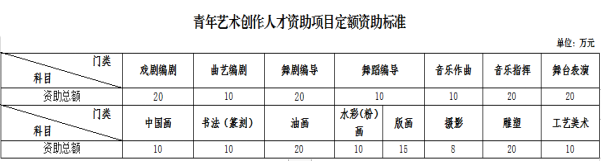 青年艺术创作人才资助项目定额资助标准
单位：万元
门类 科目 戏剧编剧 曲艺编剧 舞剧编导 舞蹈编导 音乐作曲 音乐指挥 舞台表演
资助总额 20 10 20 10 10 20 20
门类 科目 中国画 书法（篆刻） 油画 水彩(粉)画 版画 摄影 雕塑 工艺美术
资助总额 10 10 20 10 15 8 20 10